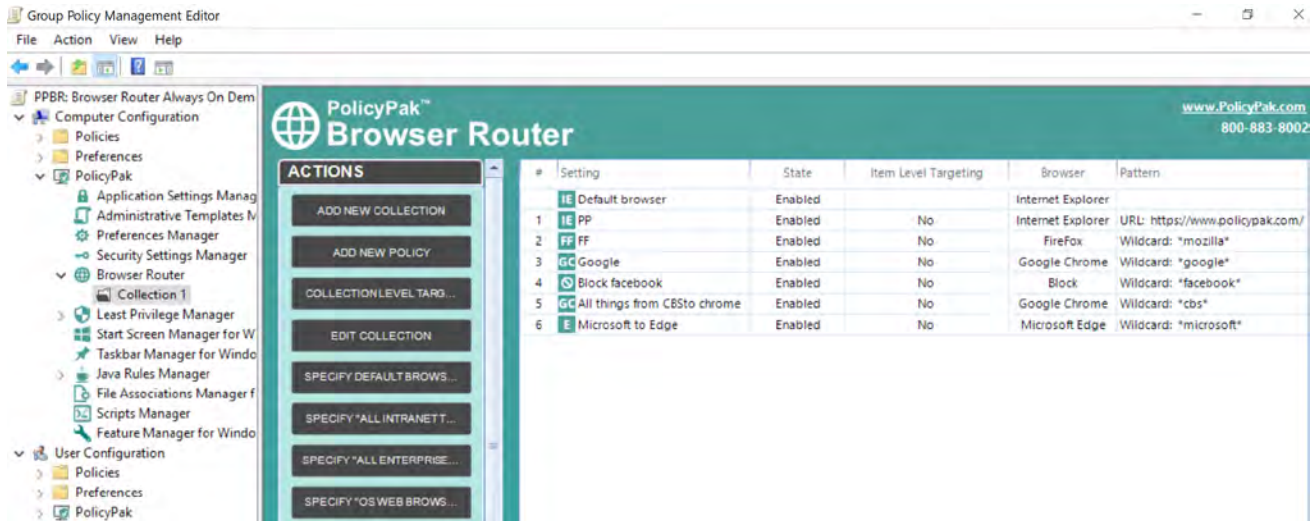 Group Policy Management Editor
File Action View Help
PPBR: Browser Router Always On Dem
Computer Configuration
Policies
Preferences
PolicyPak
Application Settings Manag
Administrative Templates M
Preferences Manager
Security Settings Manager
Browser Router
Collection 1
Least Privilege Manager
Start Screen Manager for W
Taskbar Manager for Windo
Java Rules Manager
File Associations Manager f
Scripts Manager
Feature Manager for Windo
User Configuration
Policies
Preferences
PolicyPak
PolicyPak™
Browser Router
www.PolicyPak.com
800-883-8002
ACTIONS
ADD NEW COLLECTION
ADD NEW POLICY
COLLECTION LEVEL TARG...
EDIT COLLECTION
SPECIFY DEFAULT BROWS...
SPECIFY "ALL INTRANET T...
SPECIFY "ALL ENTERPRISE...
SPECIFY "OS WEB BROWS...
# Setting State Item Level Targeting Browser Pattern
IE Default browser Enabled Internet Explorer
1 IE PP Enabled No Internet Explorer URL: https://www.policypak.com/
2 FF FF Enabled No FireFox Wildcard: *mozilla*
3 GC Google Enabled No Google Chrome Wildcard: *google*
4 Block facebook Enabled No Block Wildcard: *facebook*
5 GC All things from CBSto chrome Enabled No Google Chrome Wildcard: *cbs*
6 E Microsoft to Edge Enabled No Microsoft Edge Wildcard: *microsoft*